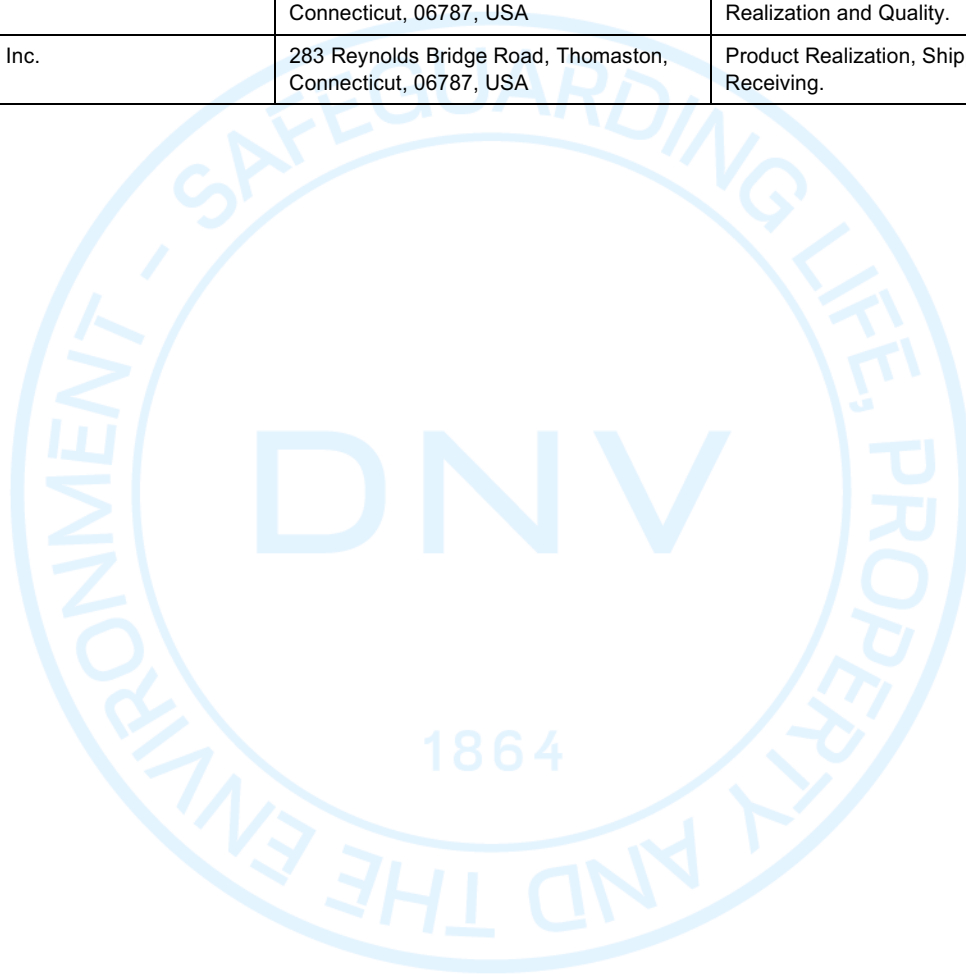 Connecticut, 06787, USA Realization and Quality.
Inc. 283 Reynolds Bridge Road, Thomaston, Product Realization, Ship
Connecticut, 06787, USA Receiving.
SAFEGUARDING LIFE, PROPERTY AND THE ENVIRONMENT -
DNV
1864